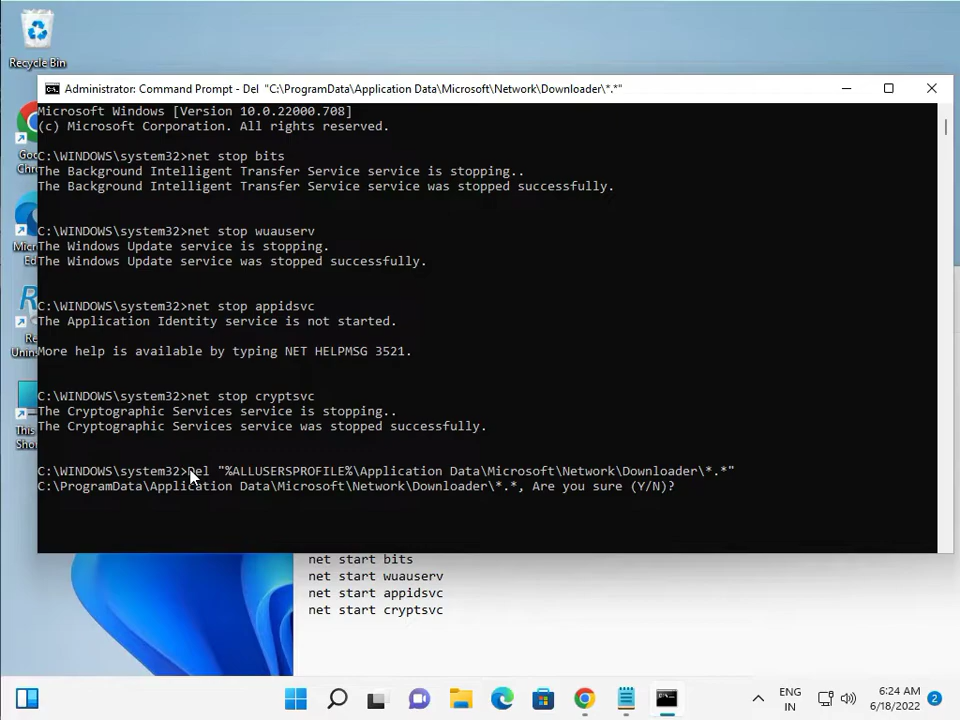 Recycle Bin
Administrator: Command Prompt - Del "C:\ProgramData\Application Data\Microsoft\Network\Downloader\*.*"
Microsoft Windows [Version 10.0.22000.708]
(c) Microsoft Corporation. All rights reserved.
C:\WINDOWS\system32>net stop bits
The Background Intelligent Transfer Service service is stopping..
The Background Intelligent Transfer Service service was stopped successfully.
C:\WINDOWS\system32>net stop wuauserv
The Windows Update service is stopping.
The Windows Update service was stopped successfully.
C:\WINDOWS\system32>net stop appidsvc
The Application Identity service is not started.
More help is available by typing NET HELPMSG 3521.
C:\WINDOWS\system32>net stop cryptsvc
The Cryptographic Services service is stopping..
The Cryptographic Services service was stopped successfully.
C:\WINDOWS\system32>Del "%ALLUSERSPROFILE%\Application Data\Microsoft\Network\Downloader\*.*"
C:\ProgramData\Application Data\Microsoft\Network\Downloader\*.*, Are you sure (Y/N)?
net start bits
net start wuauserv
net start appidsvc
net start cryptsvc
ENG
IN
6:24 AM
6/18/2022
2